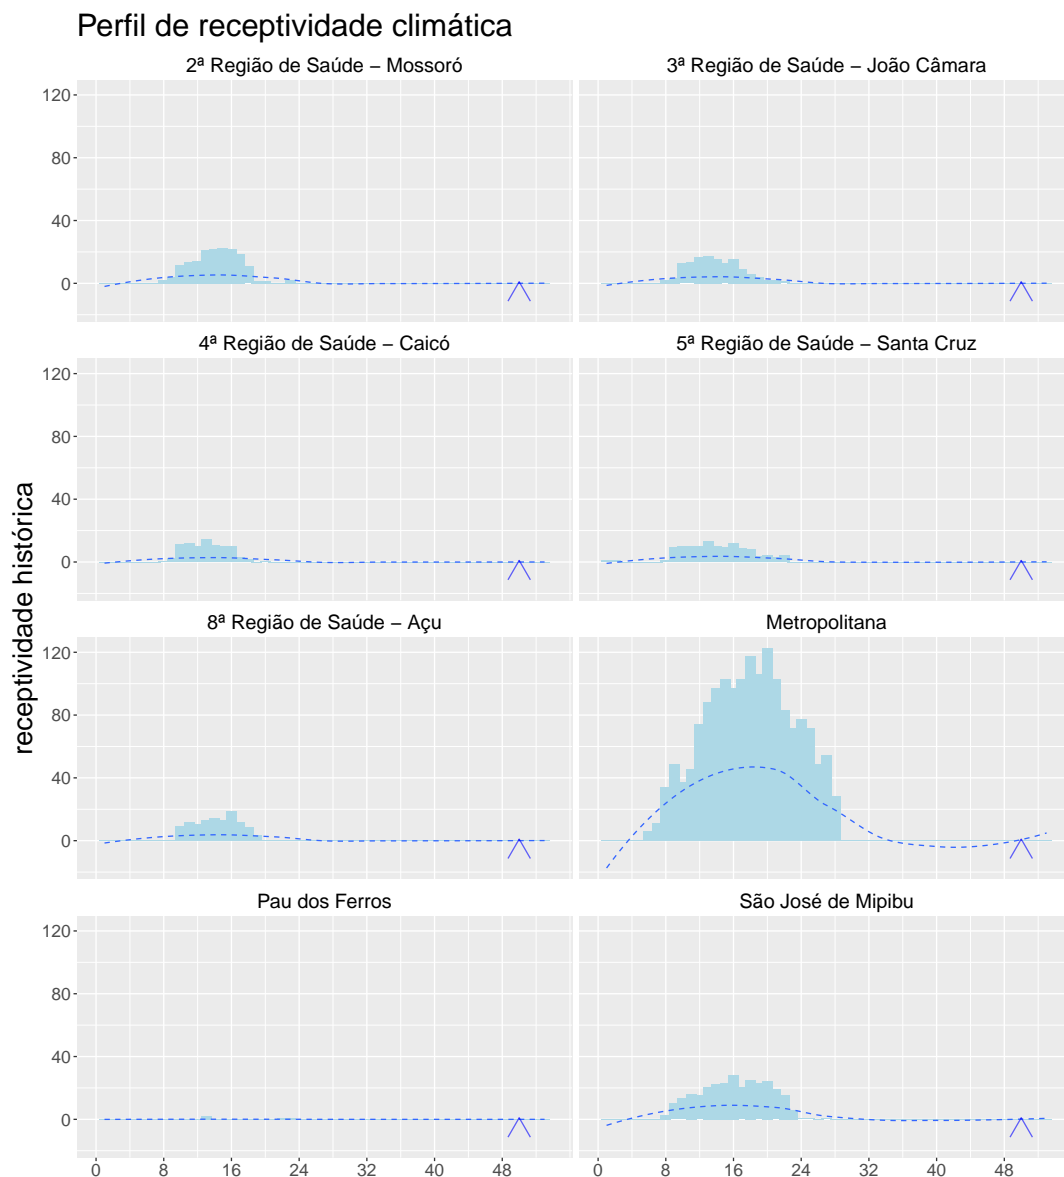 Perfil de receptividade climática
2ª Região de Saúde − Mossoró
3ª Região de Saúde − João Câmara
120
80
40
0
4ª Região de Saúde − Caicó
5ª Região de Saúde − Santa Cruz
120
80
40
0
receptividade histórica
8ª Região de Saúde − Açu
Metropolitana
120
80
40
0
Pau dos Ferros
São José de Mipibu
120
80
40
0
0 8 16 24 32 40 48
0 8 16 24 32 40 48